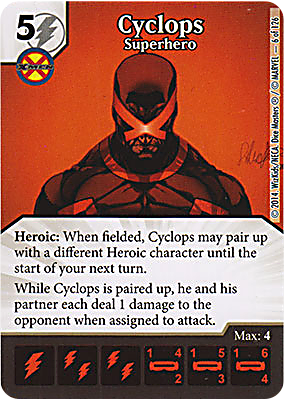 5
Cyclops
Superhero
X-MEN
Heroic: When fielded, Cyclops may pair up
with a different Heroic character until the
start of your next turn.
While Cyclops is paired up, he and his
partner each deal 1 damage to the
opponent when assigned to attack.
Max: 4
1 4 2
1 5 3
1 6 4
© 2014 WizKids/NECA. Dice Masters ® / © MARVEL — 6 of 126